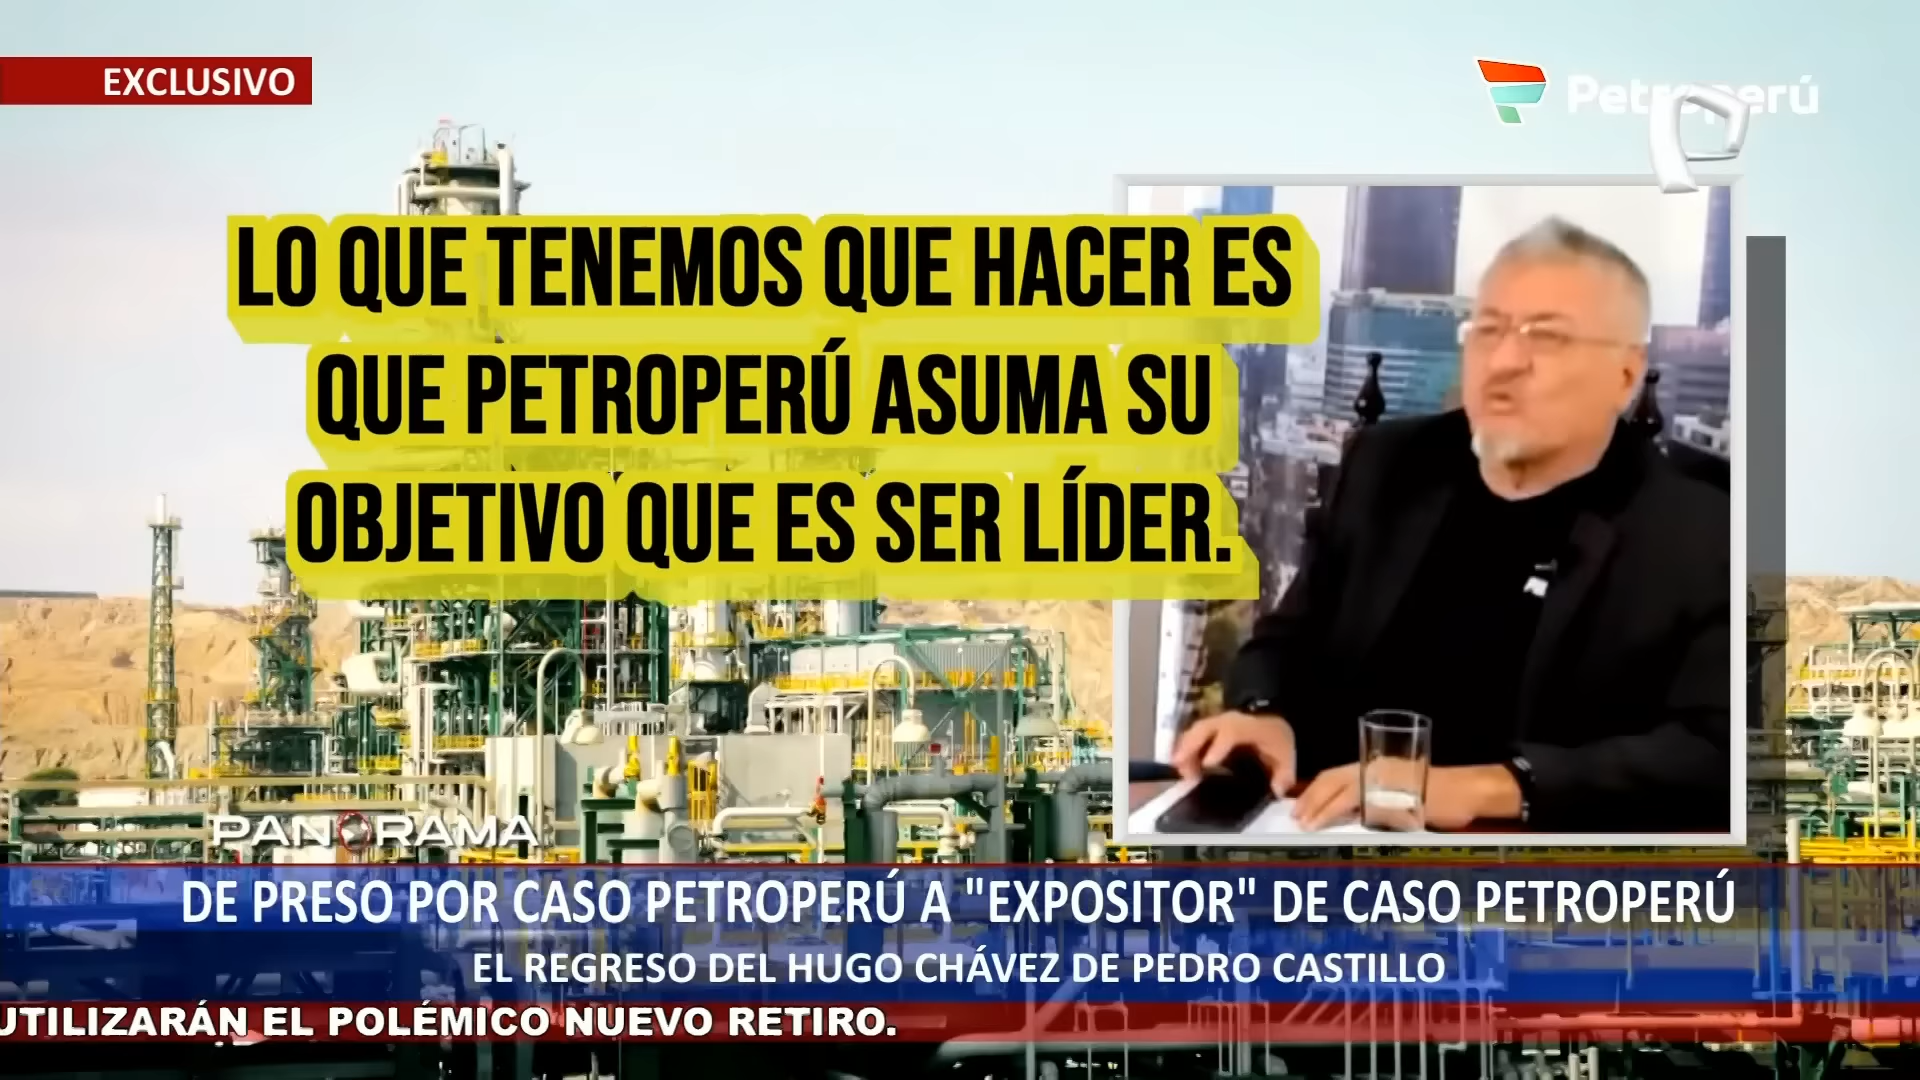 EXCLUSIVO
Petroperú
LO QUE TENEMOS QUE HACER ES
QUE PETROPERÚ ASUMA SU
OBJETIVO QUE ES SER LÍDER.
PANORAMA
DE PRESO POR CASO PETROPERÚ A "EXPOSITOR" DE CASO PETROPERÚ
EL REGRESO DEL HUGO CHÁVEZ DE PEDRO CASTILLO
UTILIZARÁN EL POLÉMICO NUEVO RETIRO.